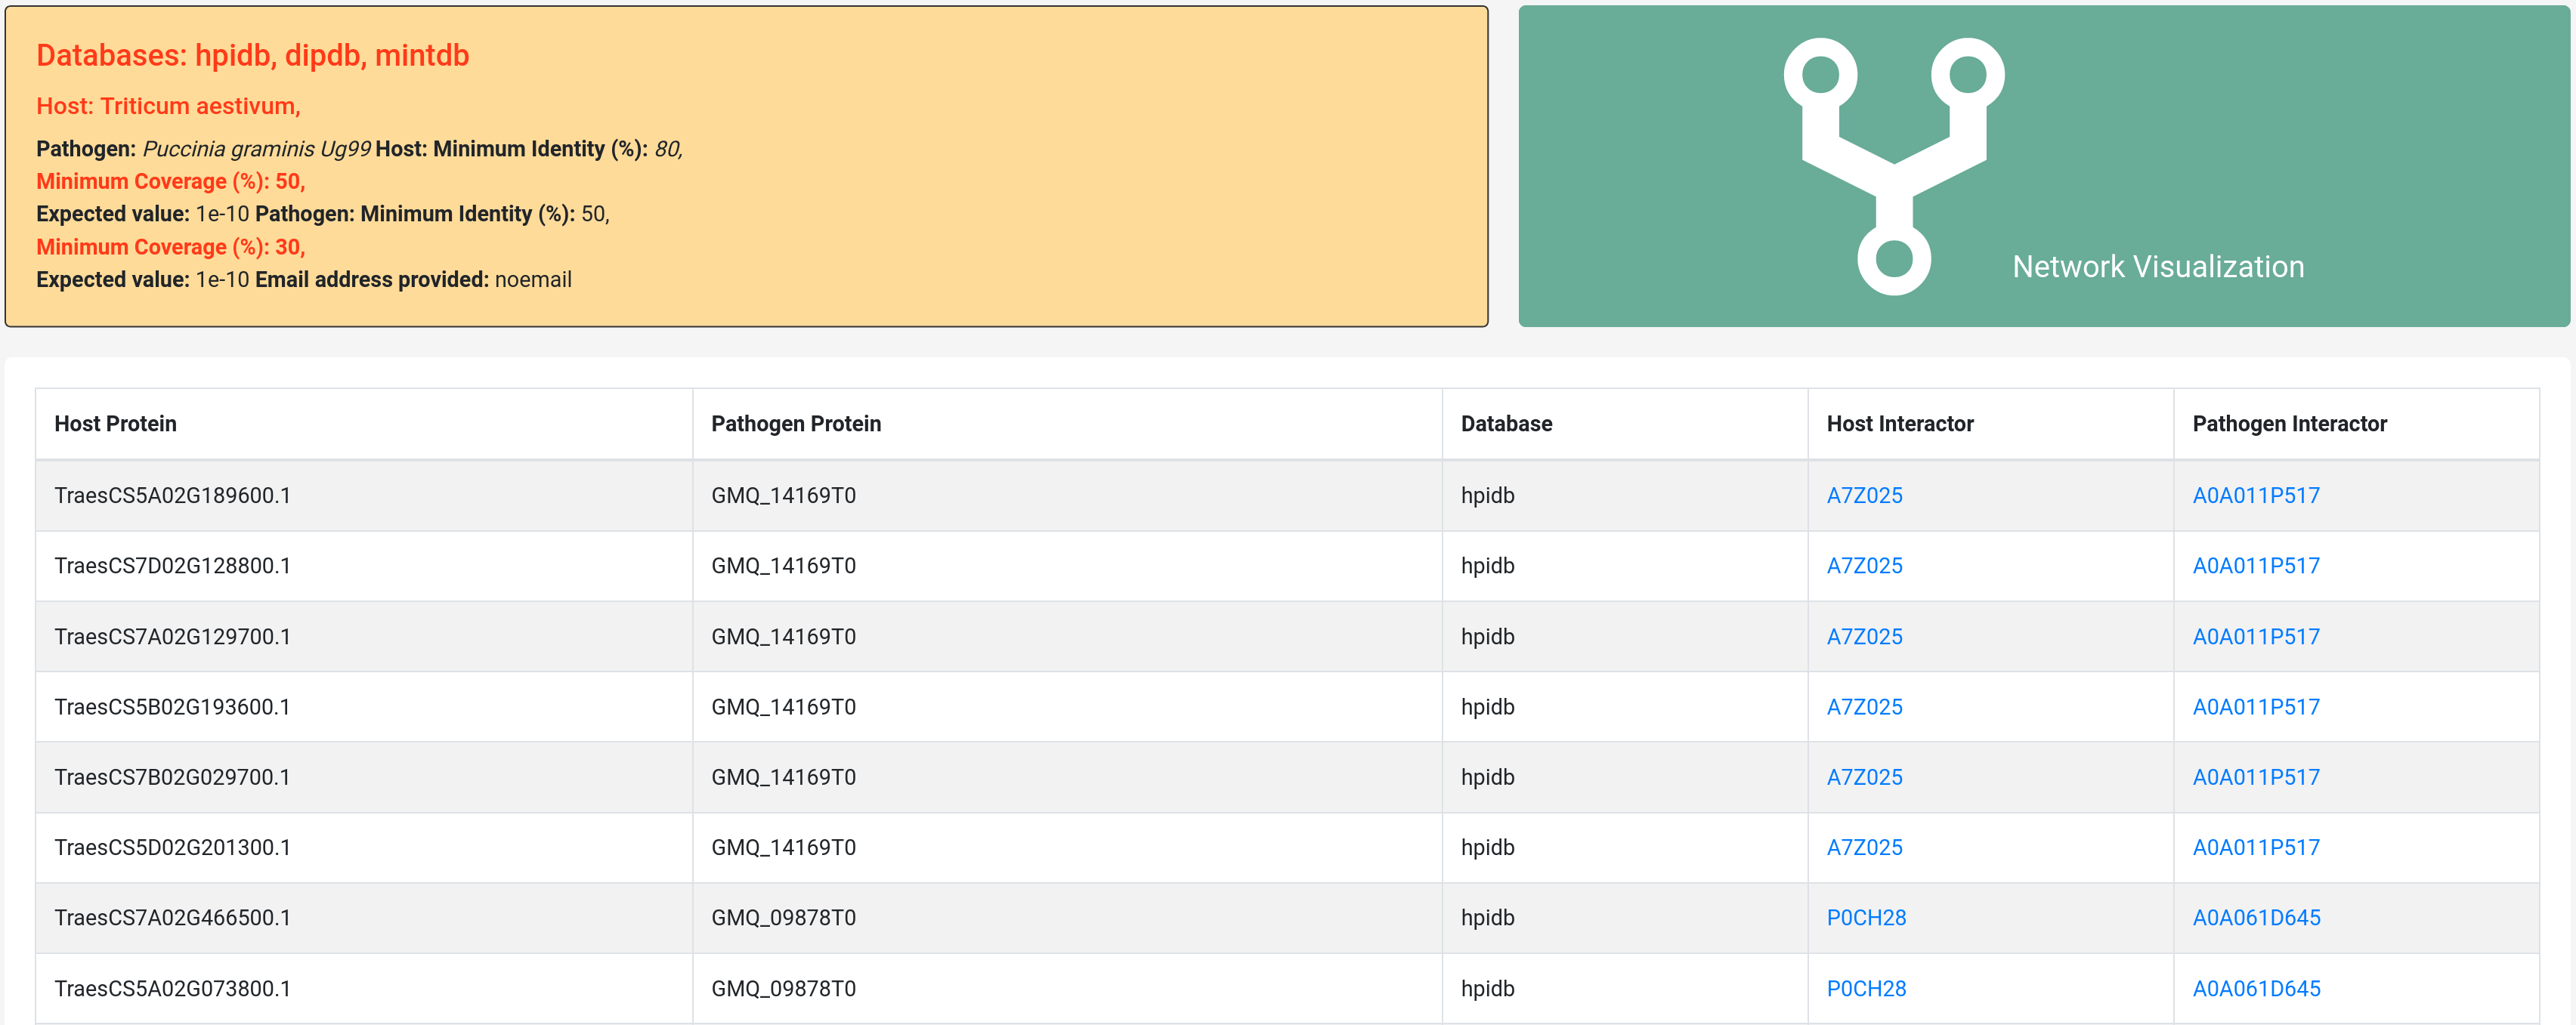 Databases: hpidb, dipdb, mintdb
Host: Triticum aestivum,
Pathogen: Puccinia graminis Ug99 Host: Minimum Identity (%): 80,
Minimum Coverage (%): 50,
Expected value: 1e-10 Pathogen: Minimum Identity (%): 50,
Minimum Coverage (%): 30,
Expected value: 1e-10 Email address provided: noemail
Network Visualization
Host Protein Pathogen Protein Database Host Interactor Pathogen Interactor
TraesCS5A02G189600.1 GMQ_14169T0 hpidb A7Z025 A0A011P517
TraesCS7D02G128800.1 GMQ_14169T0 hpidb A7Z025 A0A011P517
TraesCS7A02G129700.1 GMQ_14169T0 hpidb A7Z025 A0A011P517
TraesCS5B02G193600.1 GMQ_14169T0 hpidb A7Z025 A0A011P517
TraesCS7B02G029700.1 GMQ_14169T0 hpidb A7Z025 A0A011P517
TraesCS5D02G201300.1 GMQ_14169T0 hpidb A7Z025 A0A011P517
TraesCS7A02G466500.1 GMQ_09878T0 hpidb P0CH28 A0A061D645
TraesCS5A02G073800.1 GMQ_09878T0 hpidb P0CH28 A0A061D645